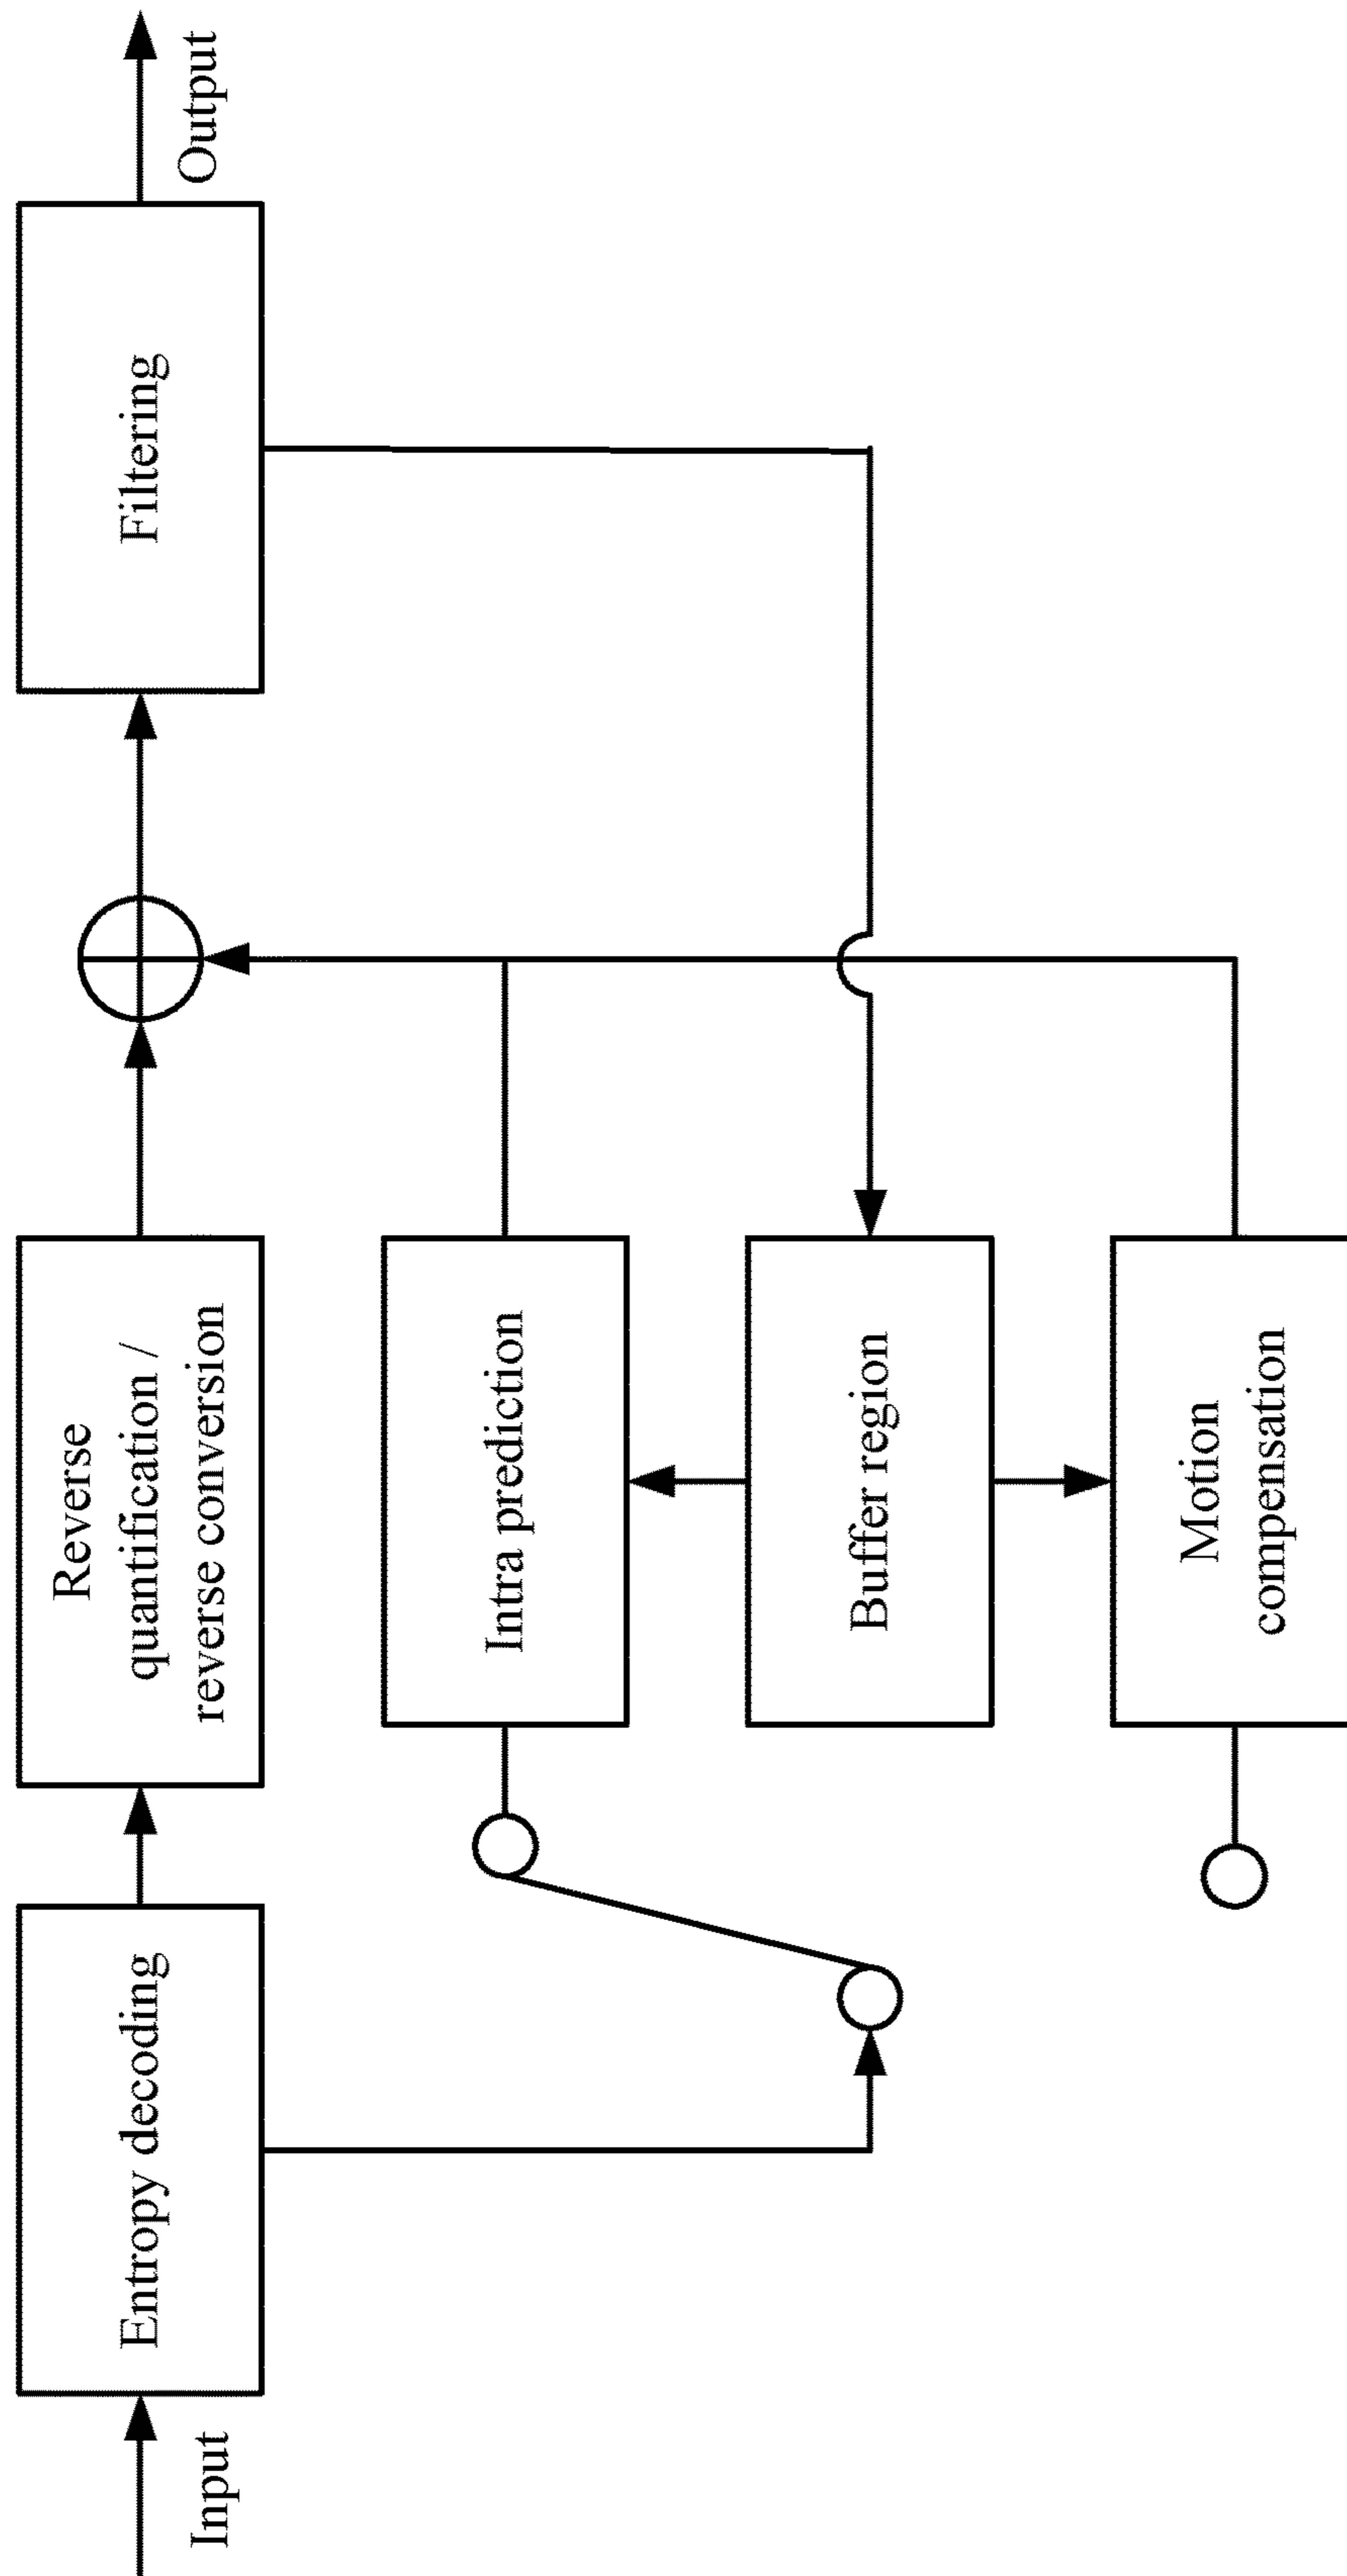 Input
Entropy decoding
Reverse
quantification /
reverse conversion
Filtering
Output
Intra prediction
Buffer region
Motion
compensation